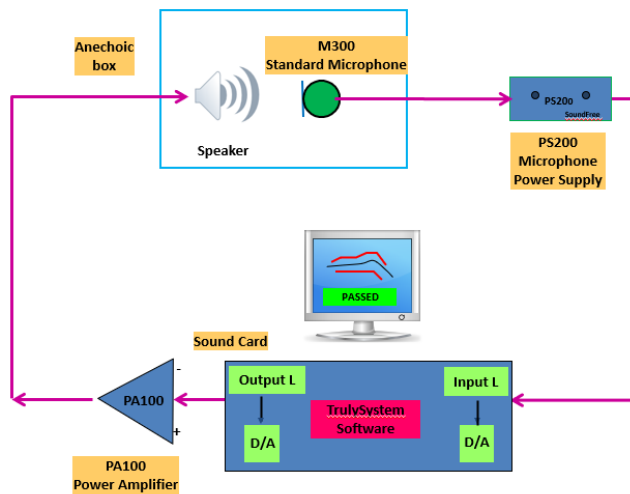 Anechoic
box
M300
Standard Microphone
Speaker
PS20o
SoundFree
PS200
Microphone
Power Supply
PASSED
Sound Card
Output L
Input L
TrulySystem
Software
D/A
D/A
PA100
-
+
PA100
Power Amplifier